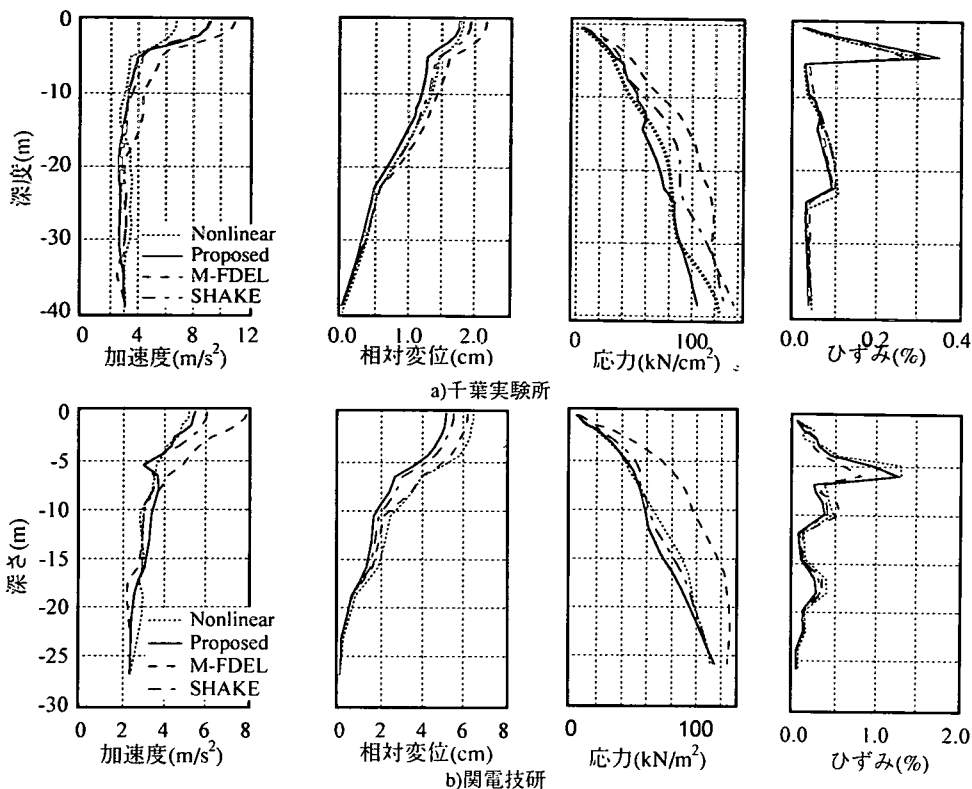 0
-10
-20
-30
-40
深度(m)
Nonlinear
Proposed
M-FDEL
SHAKE
0 4 8 12
加速度(m/s²)
0.0 1.0 2.0
相対変位(cm)
0 100
応力(kN/cm²)
0.0 0.2 0.4
ひずみ(%)
a)千葉実験所
0
-5
-10
-15
-20
-25
-30
深さ(m)
Nonlinear
Proposed
M-FDEL
SHAKE
0 2 4 6 8
加速度(m/s²)
0 2 4 6 8
相対変位(cm)
0 100
応力(kN/m²)
0.0 1.0 2.0
ひずみ(%)
b)関電技研